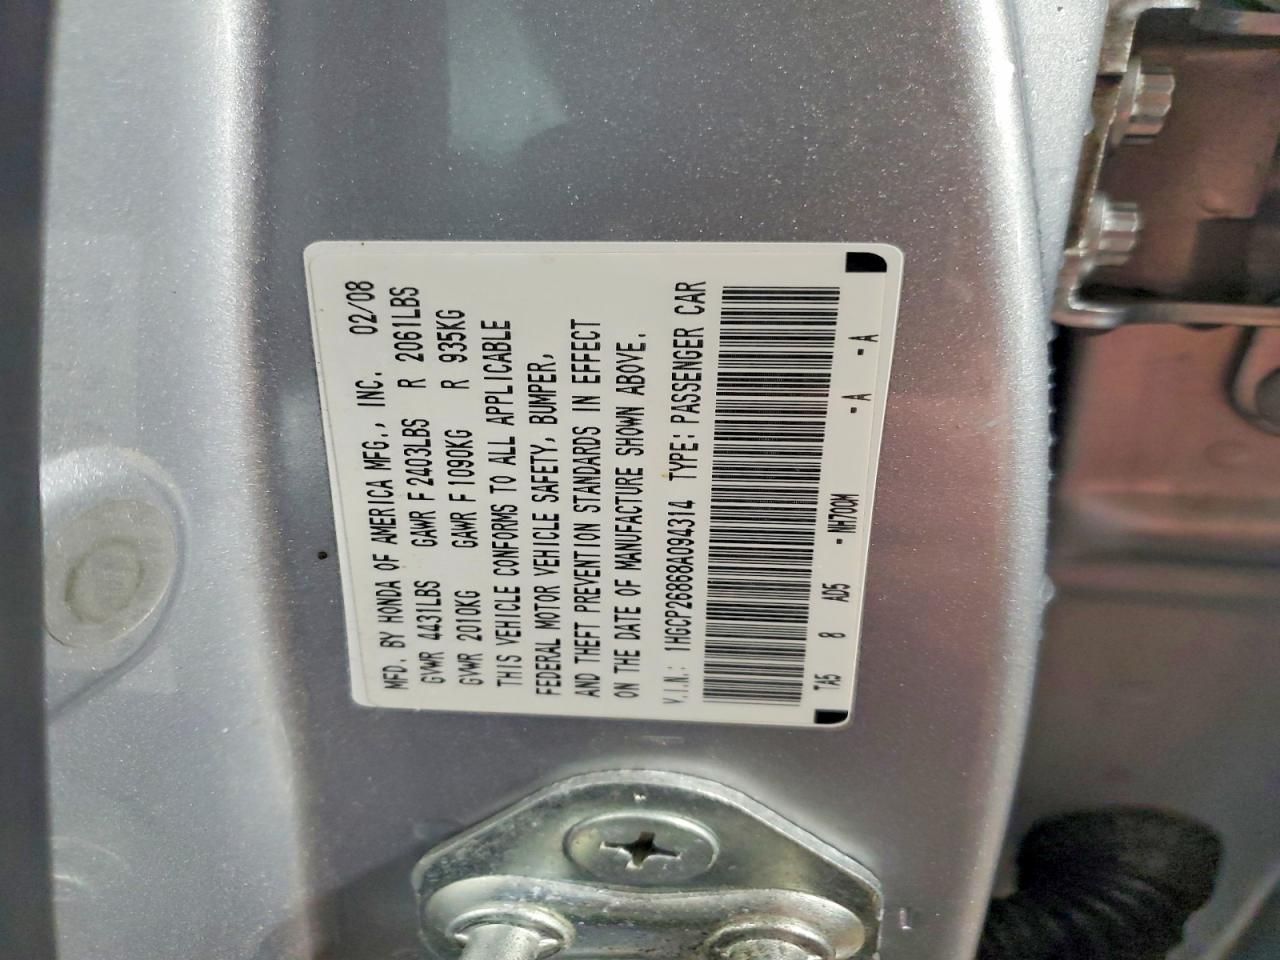 MFD. BY HONDA OF AMERICA MFG., INC. 02/08
GVWR 4431LBS GAWR F 2403LBS R 2061LBS
GVWR 2010KG GAWR F 1090KG R 935KG
THIS VEHICLE CONFORMS TO ALL APPLICABLE
FEDERAL MOTOR VEHICLE SAFETY, BUMPER,
AND THEFT PREVENTION STANDARDS IN EFFECT
ON THE DATE OF MANUFACTURE SHOWN ABOVE.
V.I.N.: 1HGCP26868A094314 TYPE: PASSENGER CAR
TA5 8 AD5 - NH700M - A - A